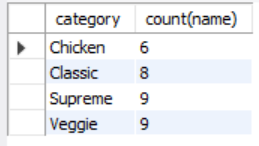 category count(name)
Chicken 6
Classic 8
Supreme 9
Veggie 9